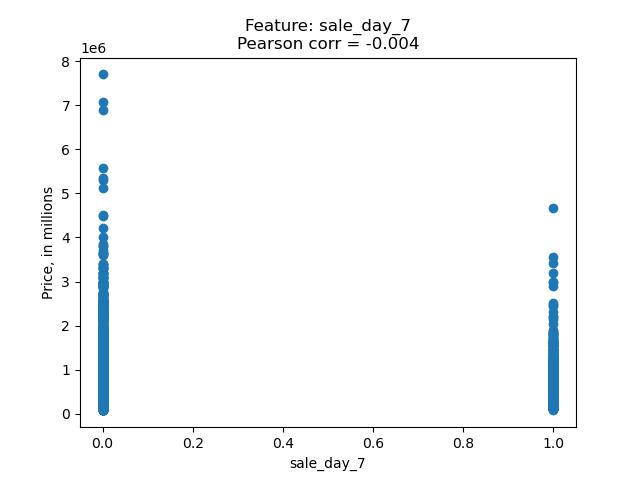 Feature: sale_day_7
Pearson corr = -0.004
1e6
8
7
6
5
4
3
2
1
0
Price, in millions
0.0 0.2 0.4 0.6 0.8 1.0
sale_day_7